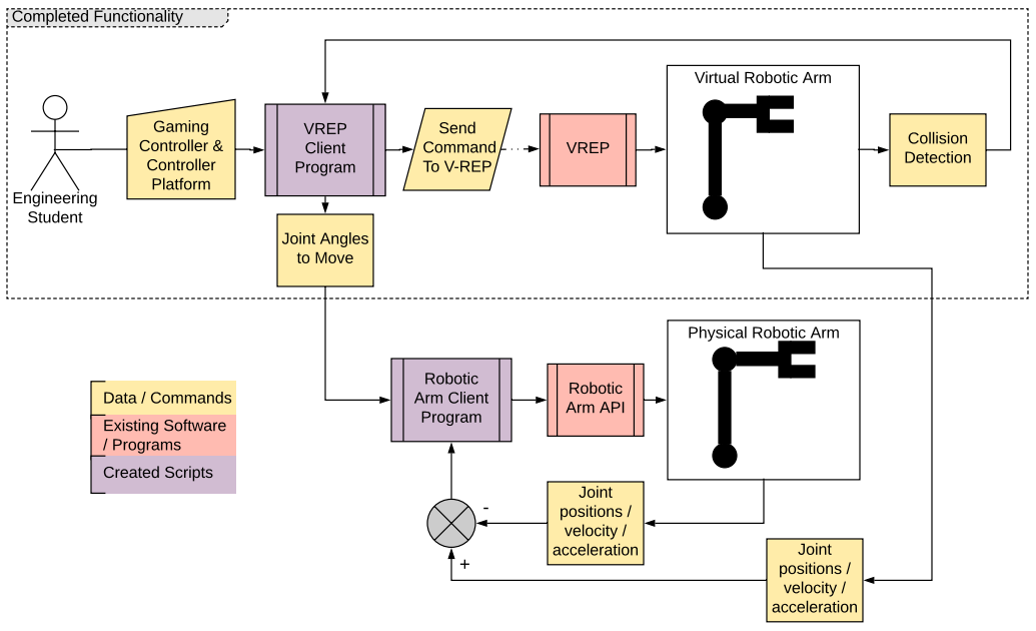 Completed Functionality
Engineering
Student
Gaming
Controller &
Controller
Platform
VREP
Client
Program
Send
Command
To V-REP
VREP
Virtual Robotic Arm
Collision
Detection
Joint Angles
to Move
Robotic
Arm Client
Program
Robotic
Arm API
Physical Robotic Arm
Data / Commands
Existing Software
/ Programs
Created Scripts
-
+
Joint
positions /
velocity /
acceleration
Joint
positions /
velocity /
acceleration